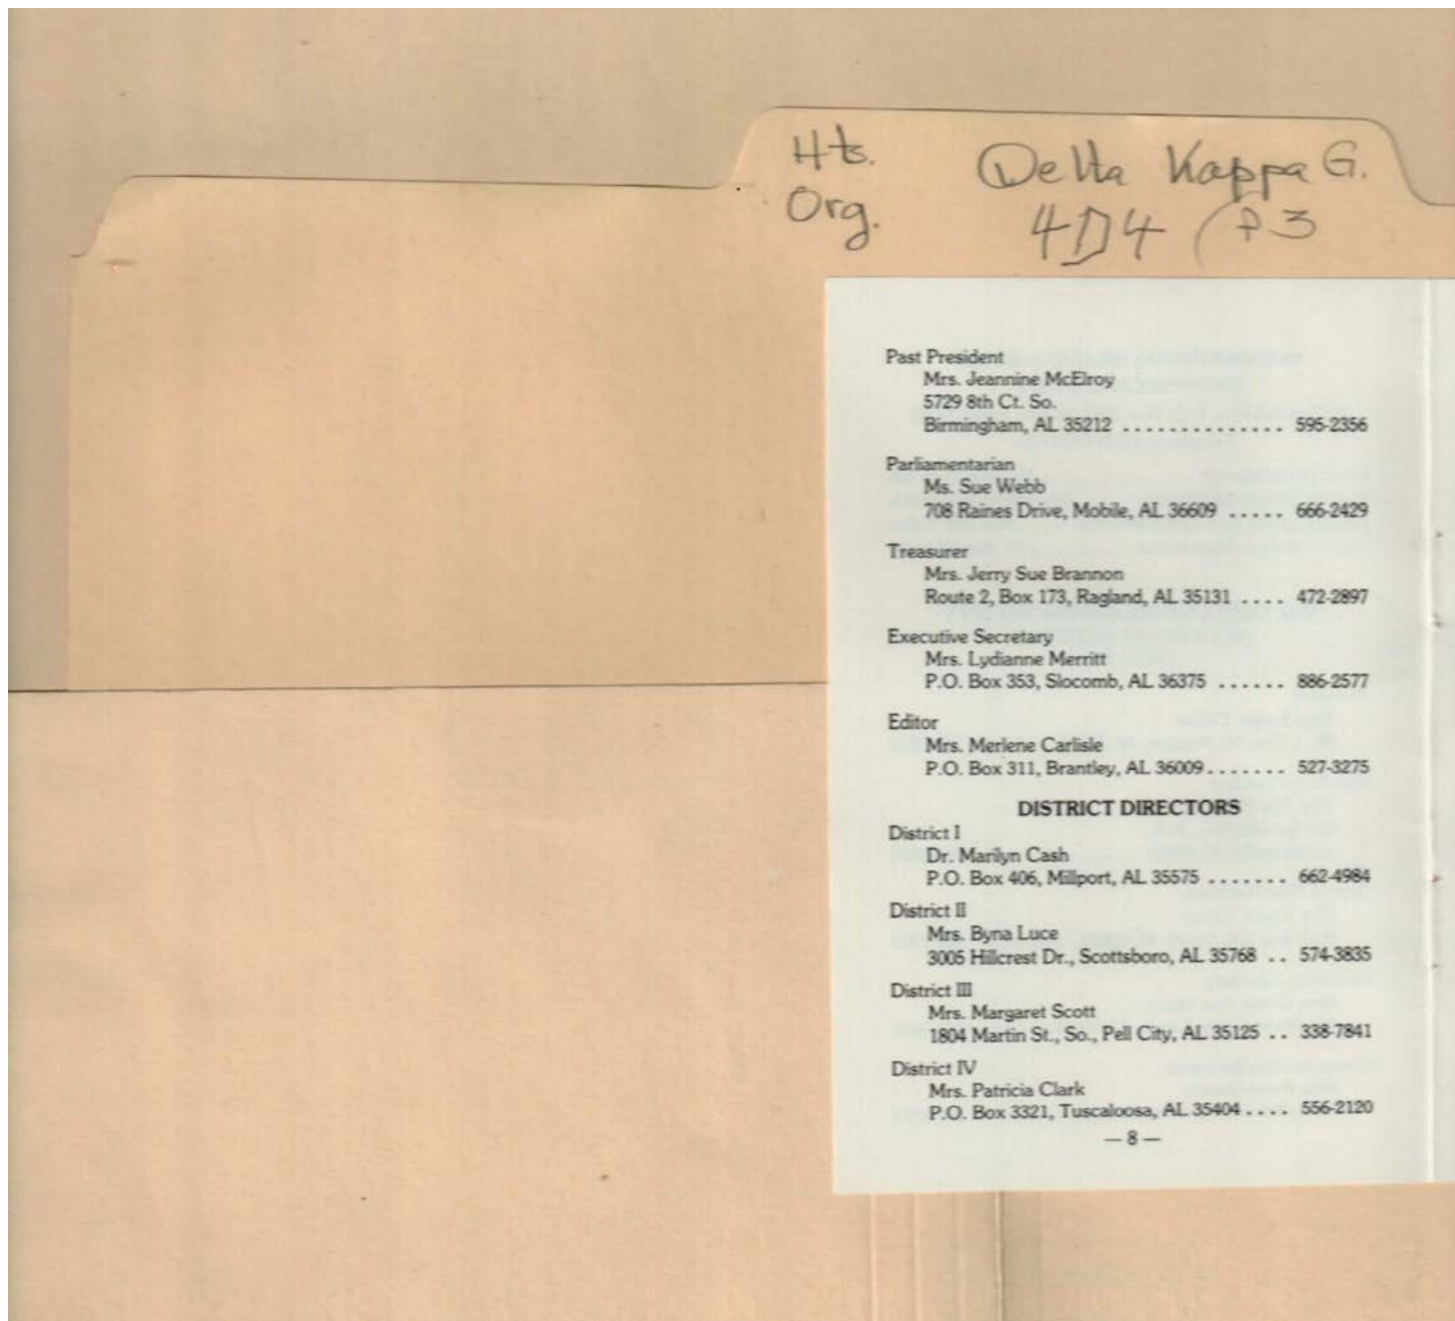 Hts.
Org.
Delta Kappa G.
4D4 (P3
Past President
Mrs. Jeannine McElroy
5729 8th Ct. So.
Birmingham, AL 35212 .............. 595-2356
Parliamentarian
Ms. Sue Webb
708 Raines Drive, Mobile, AL 36609 ..... 666-2429
Treasurer
Mrs. Jerry Sue Brannon
Route 2, Box 173, Ragland, AL 35131 .... 472-2897
Executive Secretary
Mrs. Lydianne Merritt
P.O. Box 353, Slocomb, AL 36375 ...... 886-2577
Editor
Mrs. Merlene Carlisle
P.O. Box 311, Brantley, AL 36009....... 527-3275
DISTRICT DIRECTORS
District I
Dr. Marilyn Cash
P.O. Box 406, Millport, AL 35575 ....... 662-4984
District II
Mrs. Byna Luce
3005 Hillcrest Dr., Scottsboro, AL 35768 .. 574-3835
District III
Mrs. Margaret Scott
1804 Martin St., So., Pell City, AL 35125 .. 338-7841
District IV
Mrs. Patricia Clark
P.O. Box 3321, Tuscaloosa, AL 35404.... 556-2120
— 8 —